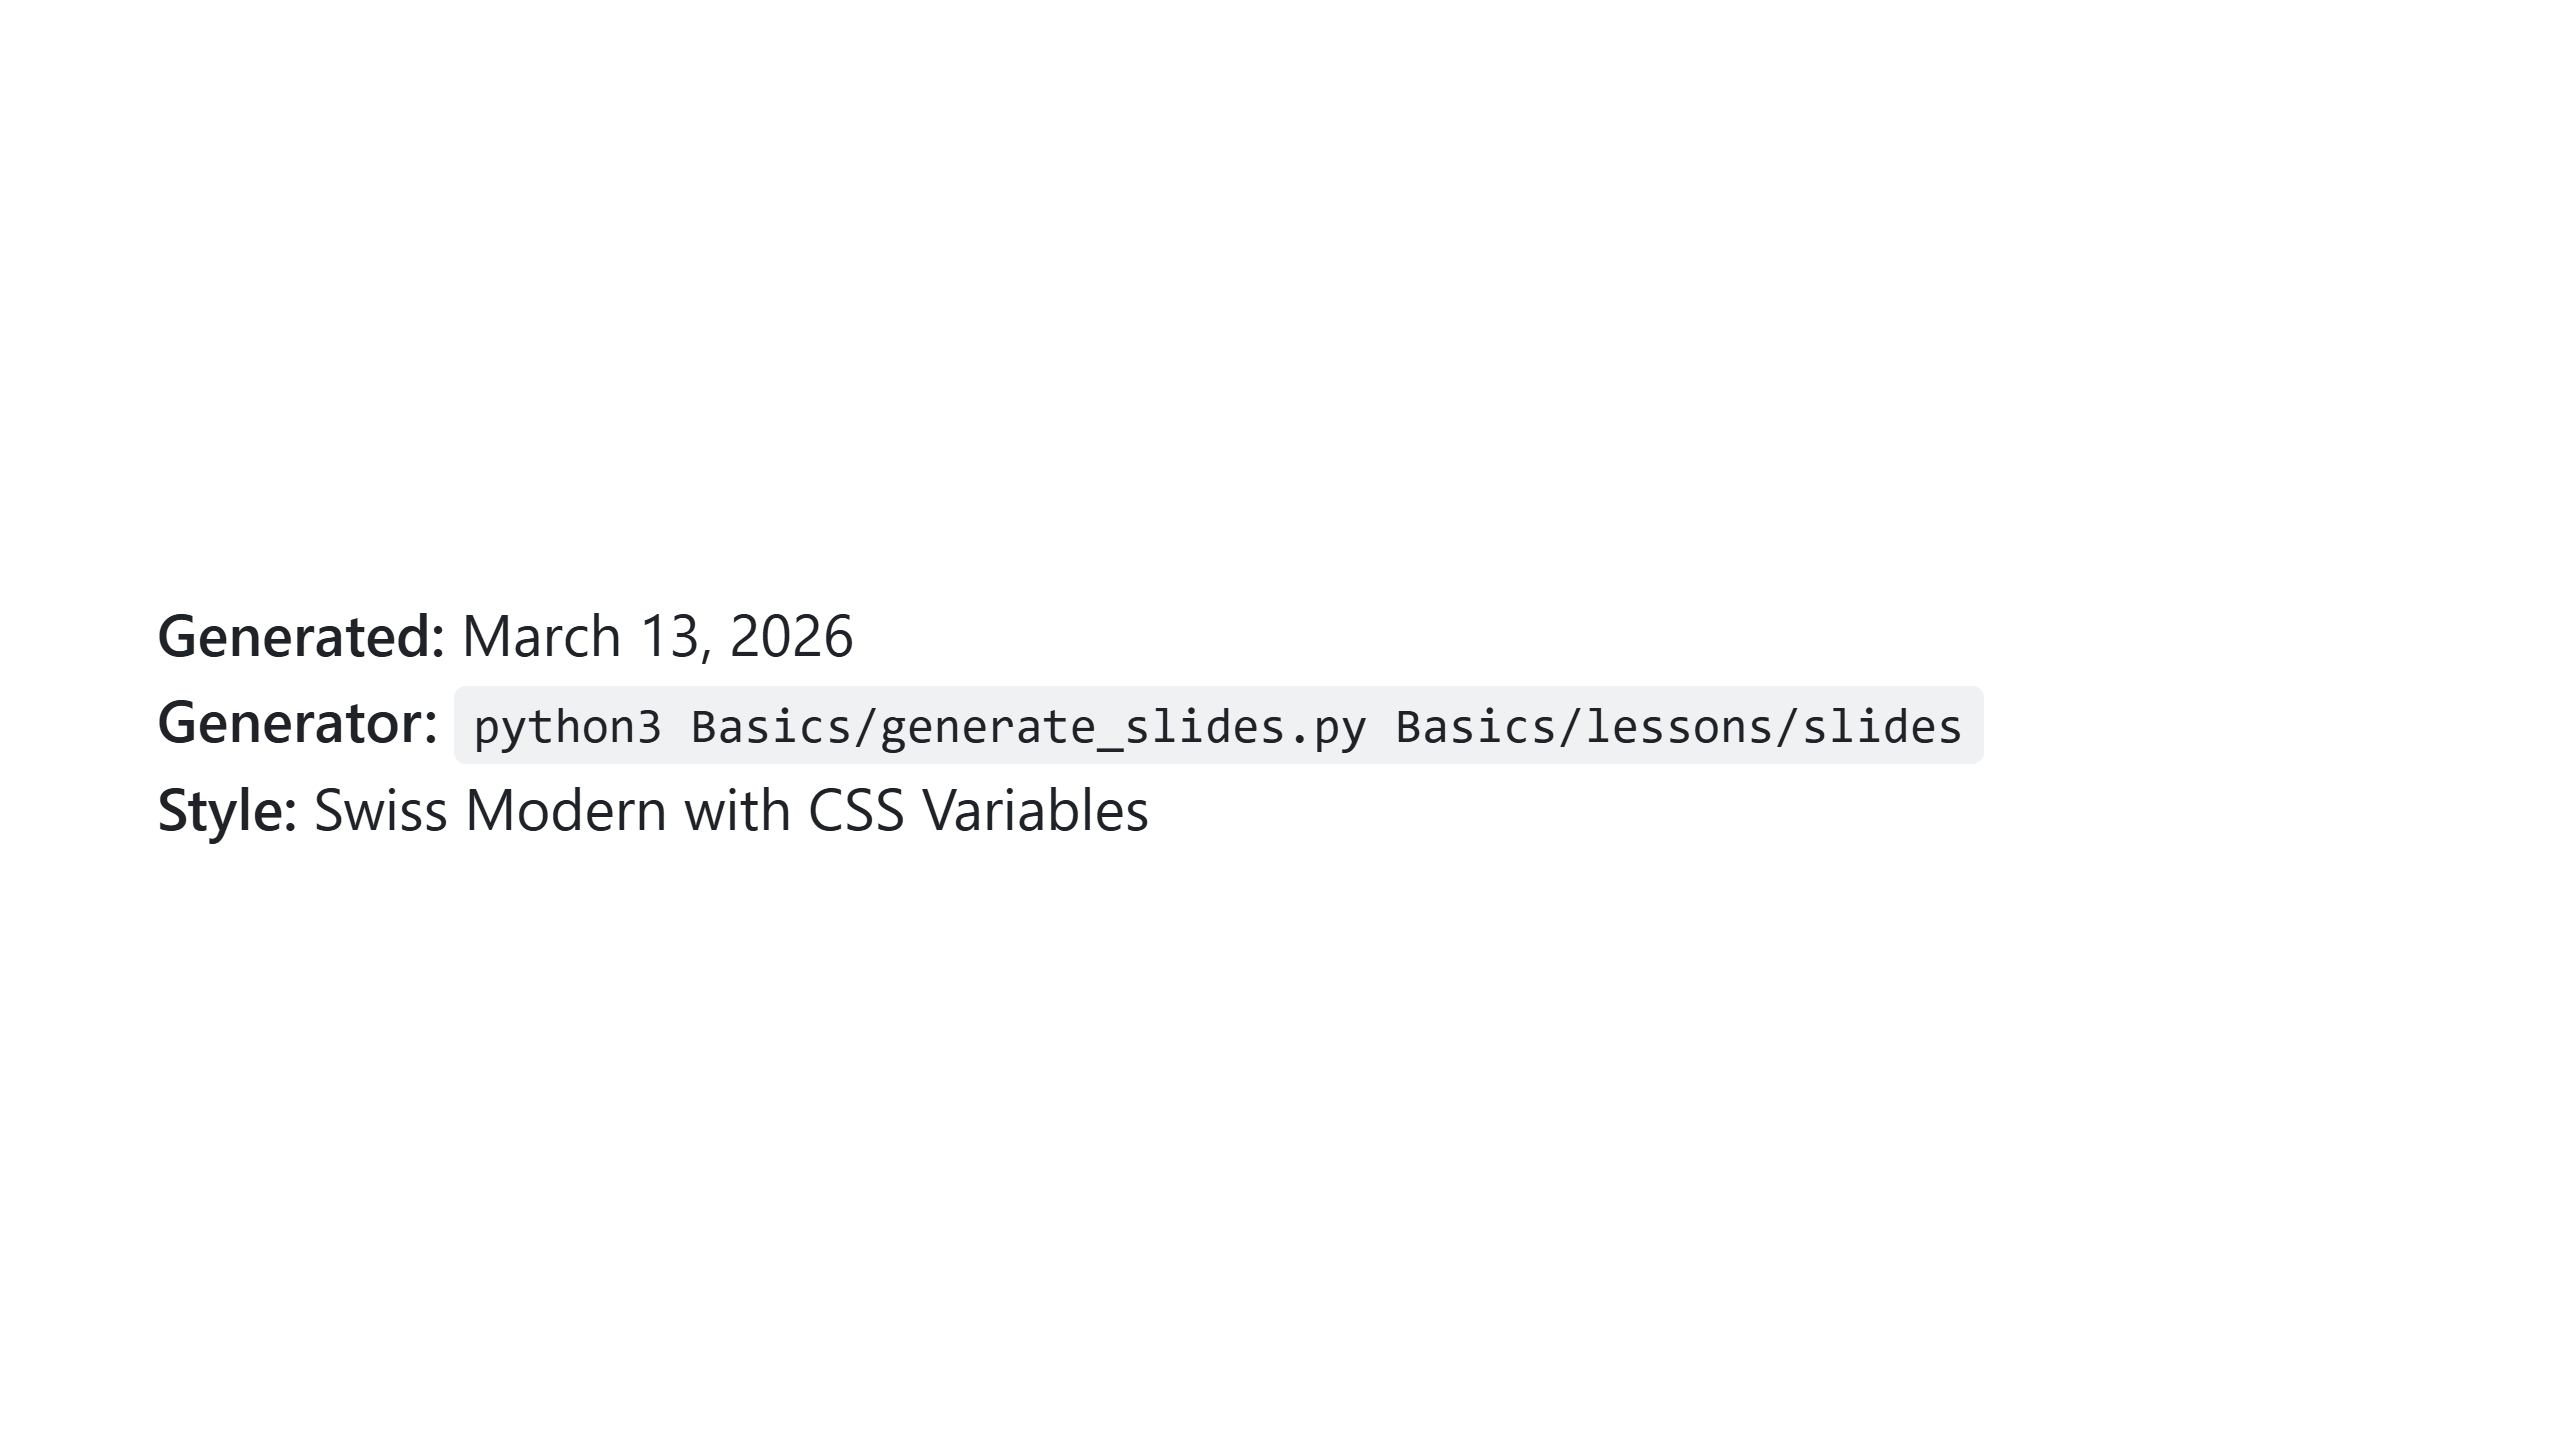 Generated: March 13, 2026
Generator: python3 Basics/generate_slides.py Basics/lessons/slides
Style: Swiss Modern with CSS Variables